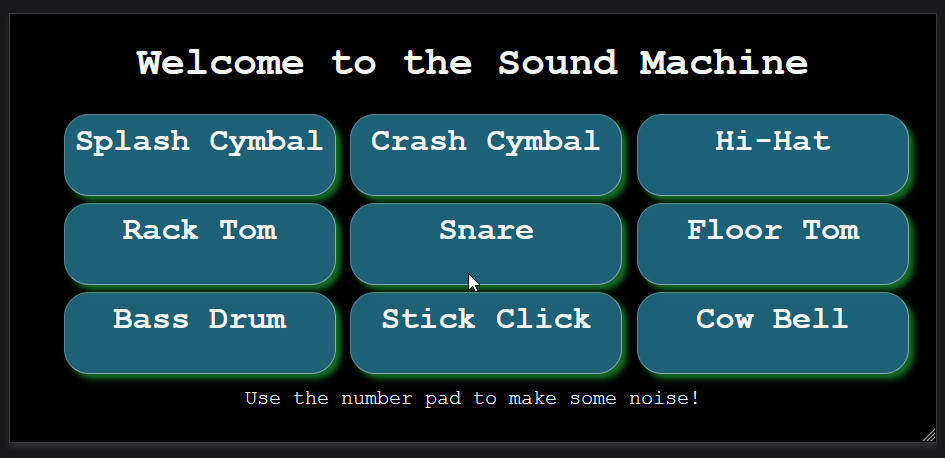 Welcome to the Sound Machine
Splash Cymbal
Crash Cymbal
Hi-Hat
Rack Tom
Snare
Floor Tom
Bass Drum
Stick Click
Cow Bell
Use the number pad to make some noise!